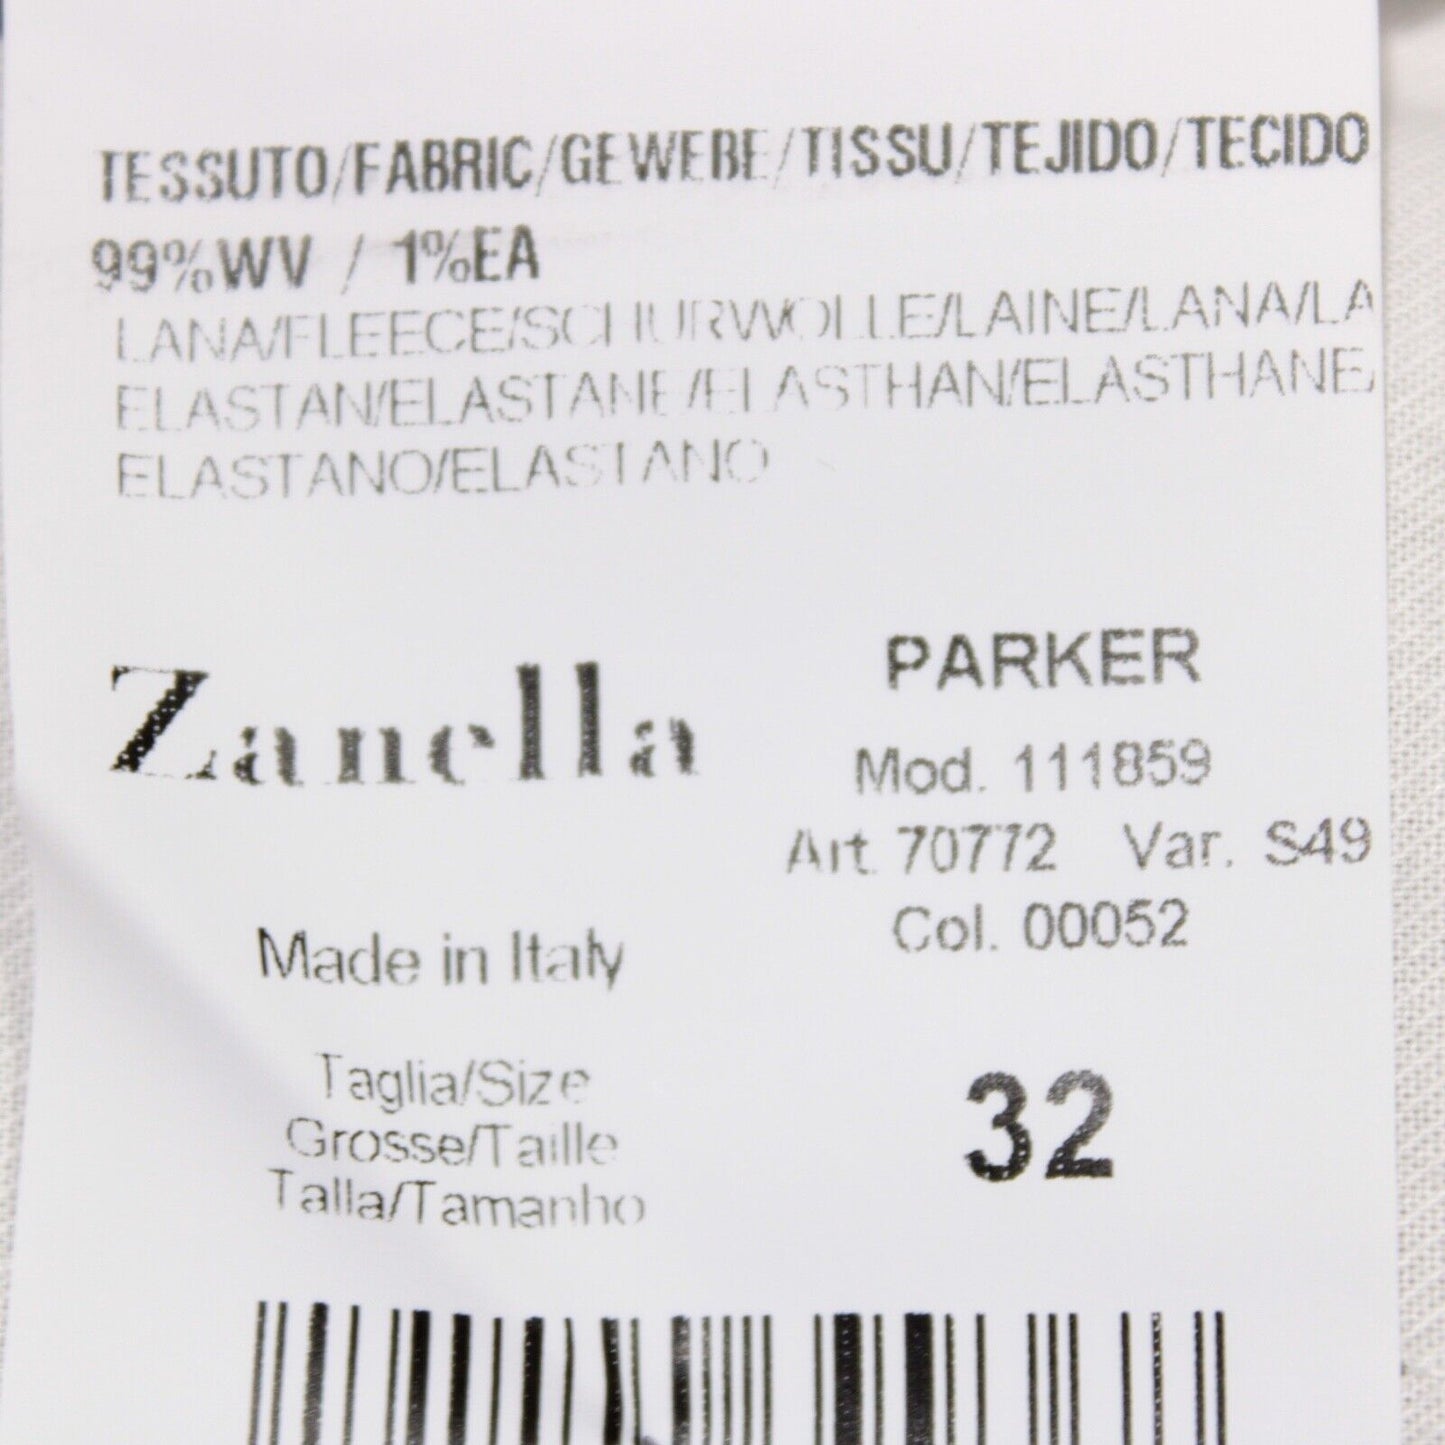 TESSUTO/FABRIC/GEWEBE/TISSU/TEJIDO/TECIDO
99%WV / 1%EA
LANA/FLEECE/SCHURWOLLE/LAINE/LANA/LA
ELASTAN/ELASTANE/ELASTHAN/ELASTHANE/
ELASTANO/ELASTANO
Zanella
PARKER
Mod. 111859
Art. 70772 Var. S49
Col. 00052
Made in Italy
Taglia/Size
Grosse/Taille
Talla/Tamanho
32